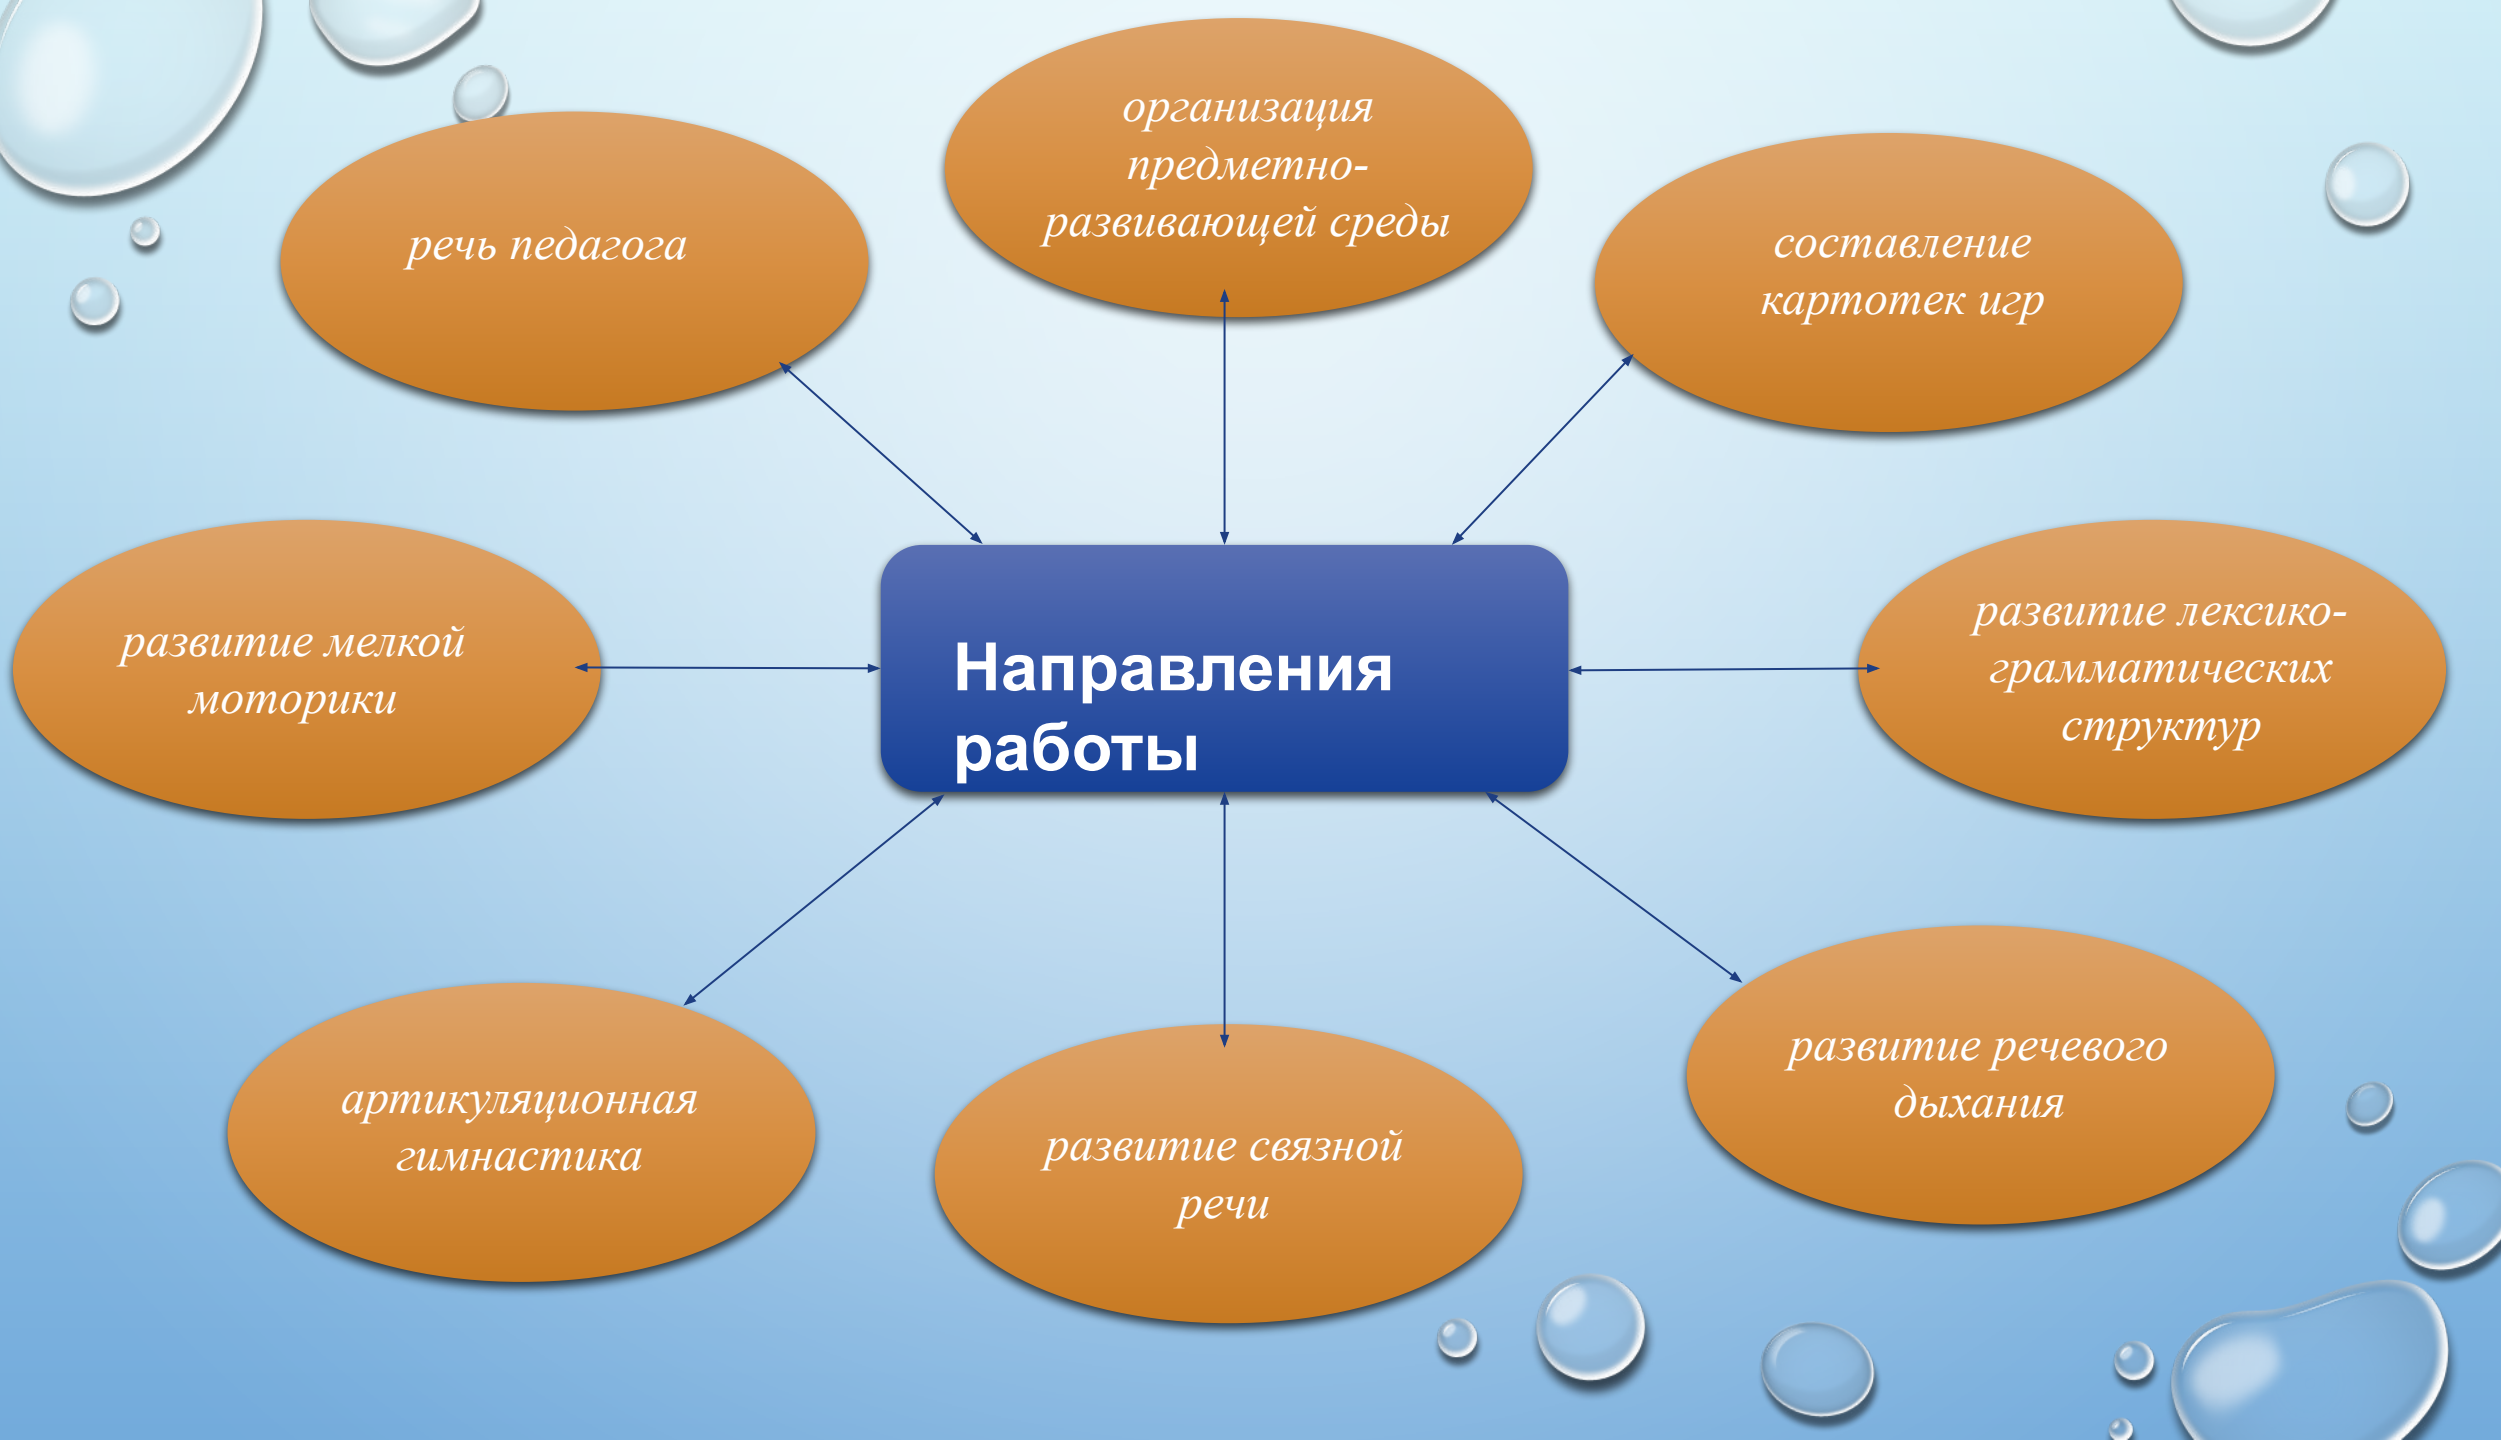 организация
предметно-
развивающей среды
речь педагога
составление
картотек игр
развитие мелкой
моторики
Направления
работы
развитие лексико-
грамматических
структур
артикуляционная
гимнастика
развитие связной
речи
развитие речевого
дыхания